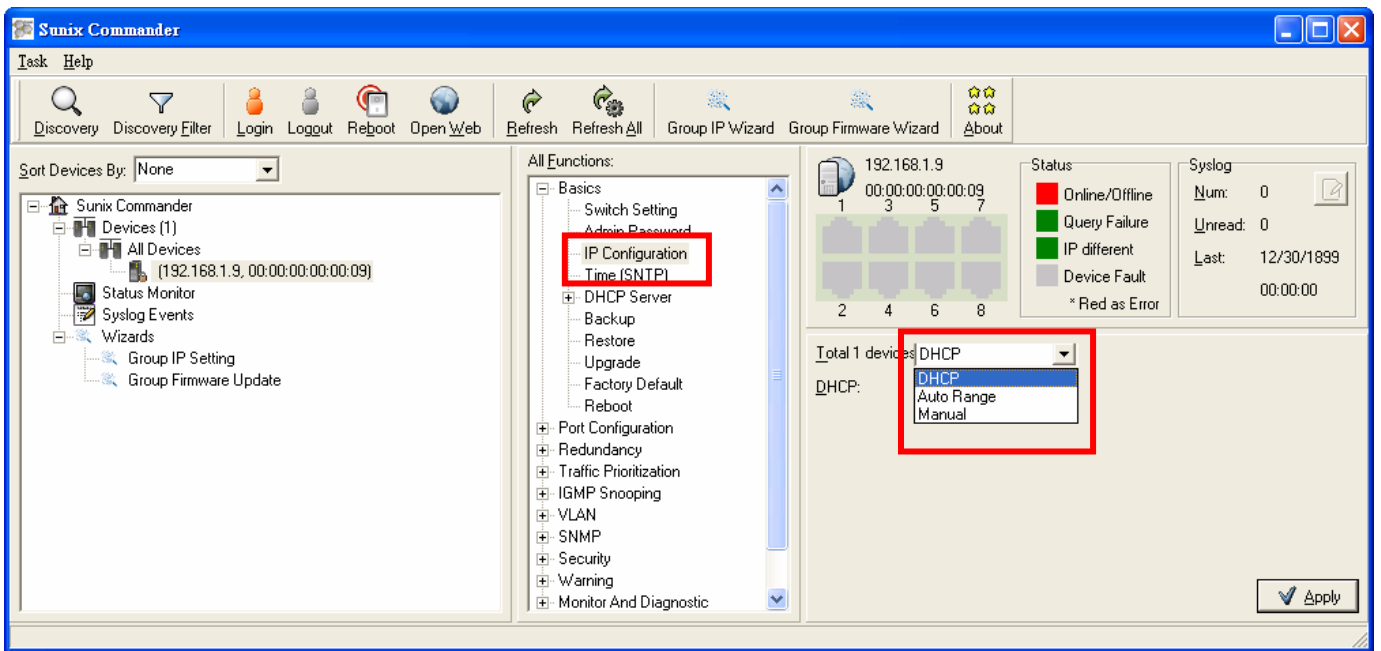 Sunix Commander
Task Help
Discovery Discovery Filter Login Logout Reboot Open Web Refresh Refresh All Group IP Wizard Group Firmware Wizard About
Sort Devices By: None
Sunix Commander
Devices (1)
All Devices
(192.168.1.9, 00:00:00:00:00:09)
Status Monitor
Syslog Events
Wizards
Group IP Setting
Group Firmware Update
All Functions:
Basics
Switch Setting
Admin Password
IP Configuration
Time (SNTP)
DHCP Server
Backup
Restore
Upgrade
Factory Default
Reboot
Port Configuration
Redundancy
Traffic Prioritization
IGMP Snooping
VLAN
SNMP
Security
Warning
Monitor And Diagnostic
192.168.1.9
00:00:00:00:00:09
1 3 5 7
2 4 6 8
Status
Online/Offline
Query Failure
IP different
Device Fault
* Red as Error
Syslog
Num: 0
Unread: 0
Last: 12/30/1899
00:00:00
Total 1 devices DHCP
DHCP:
DHCP
Auto Range
Manual
Apply